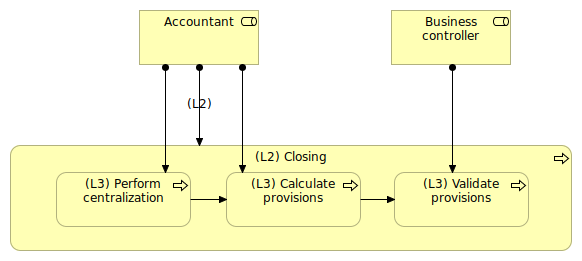 Accountant
Business
controller
(L2)
(L2) Closing
(L3) Perform
centralization
(L3) Calculate
provisions
(L3) Validate
provisions